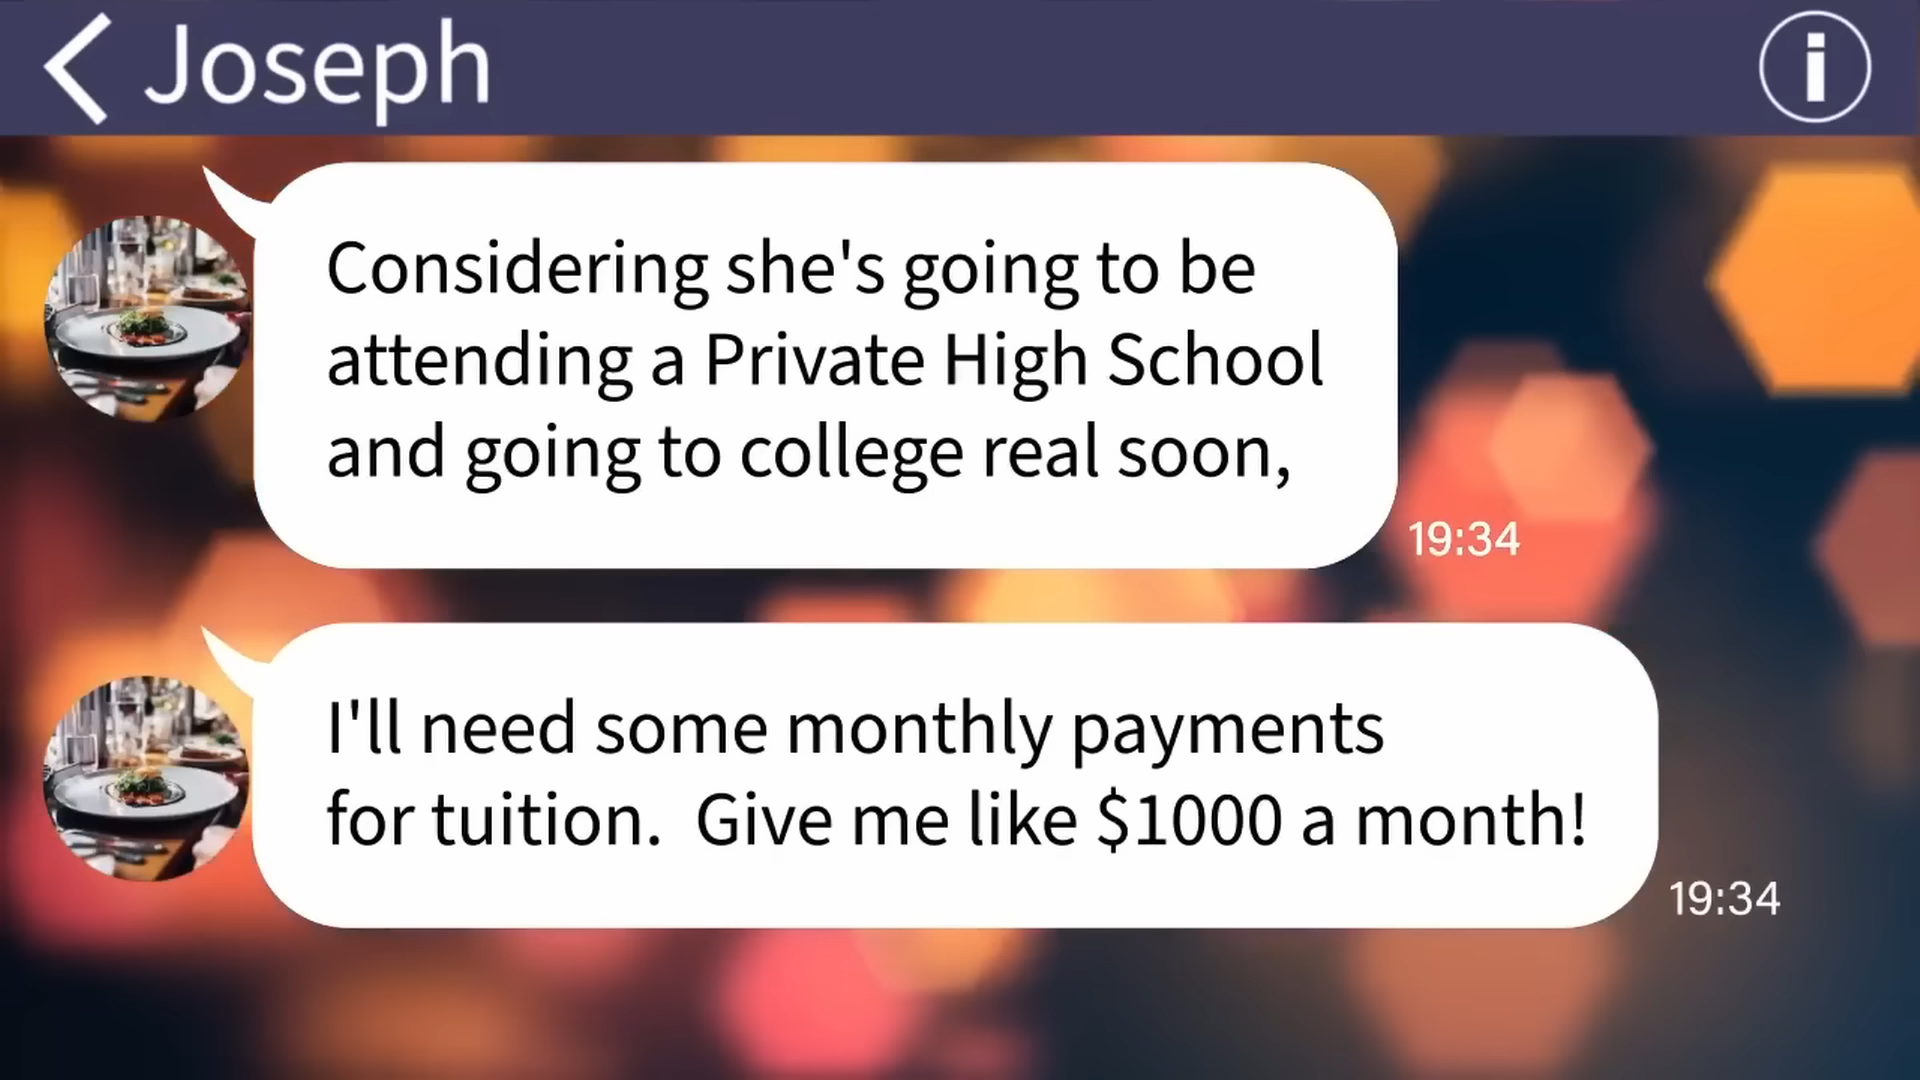 Joseph
Considering she's going to be
attending a Private High School
and going to college real soon,
19:34
I'll need some monthly payments
for tuition.  Give me like $1000 a month!
19:34